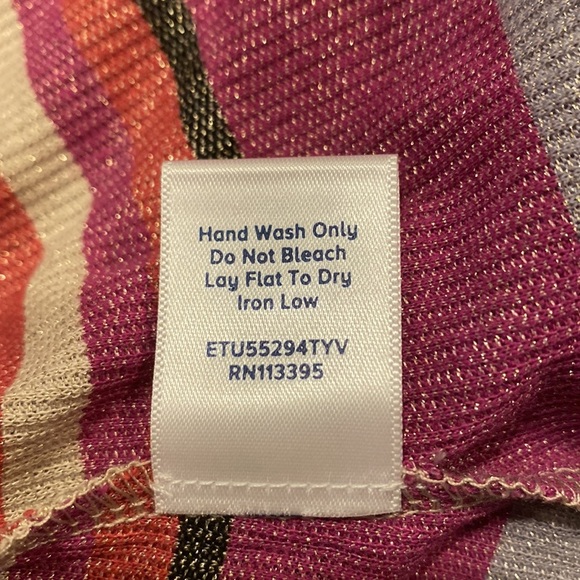 Hand Wash Only
Do Not Bleach
Lay Flat To Dry
Iron Low
ETU55294TYV
RN113395